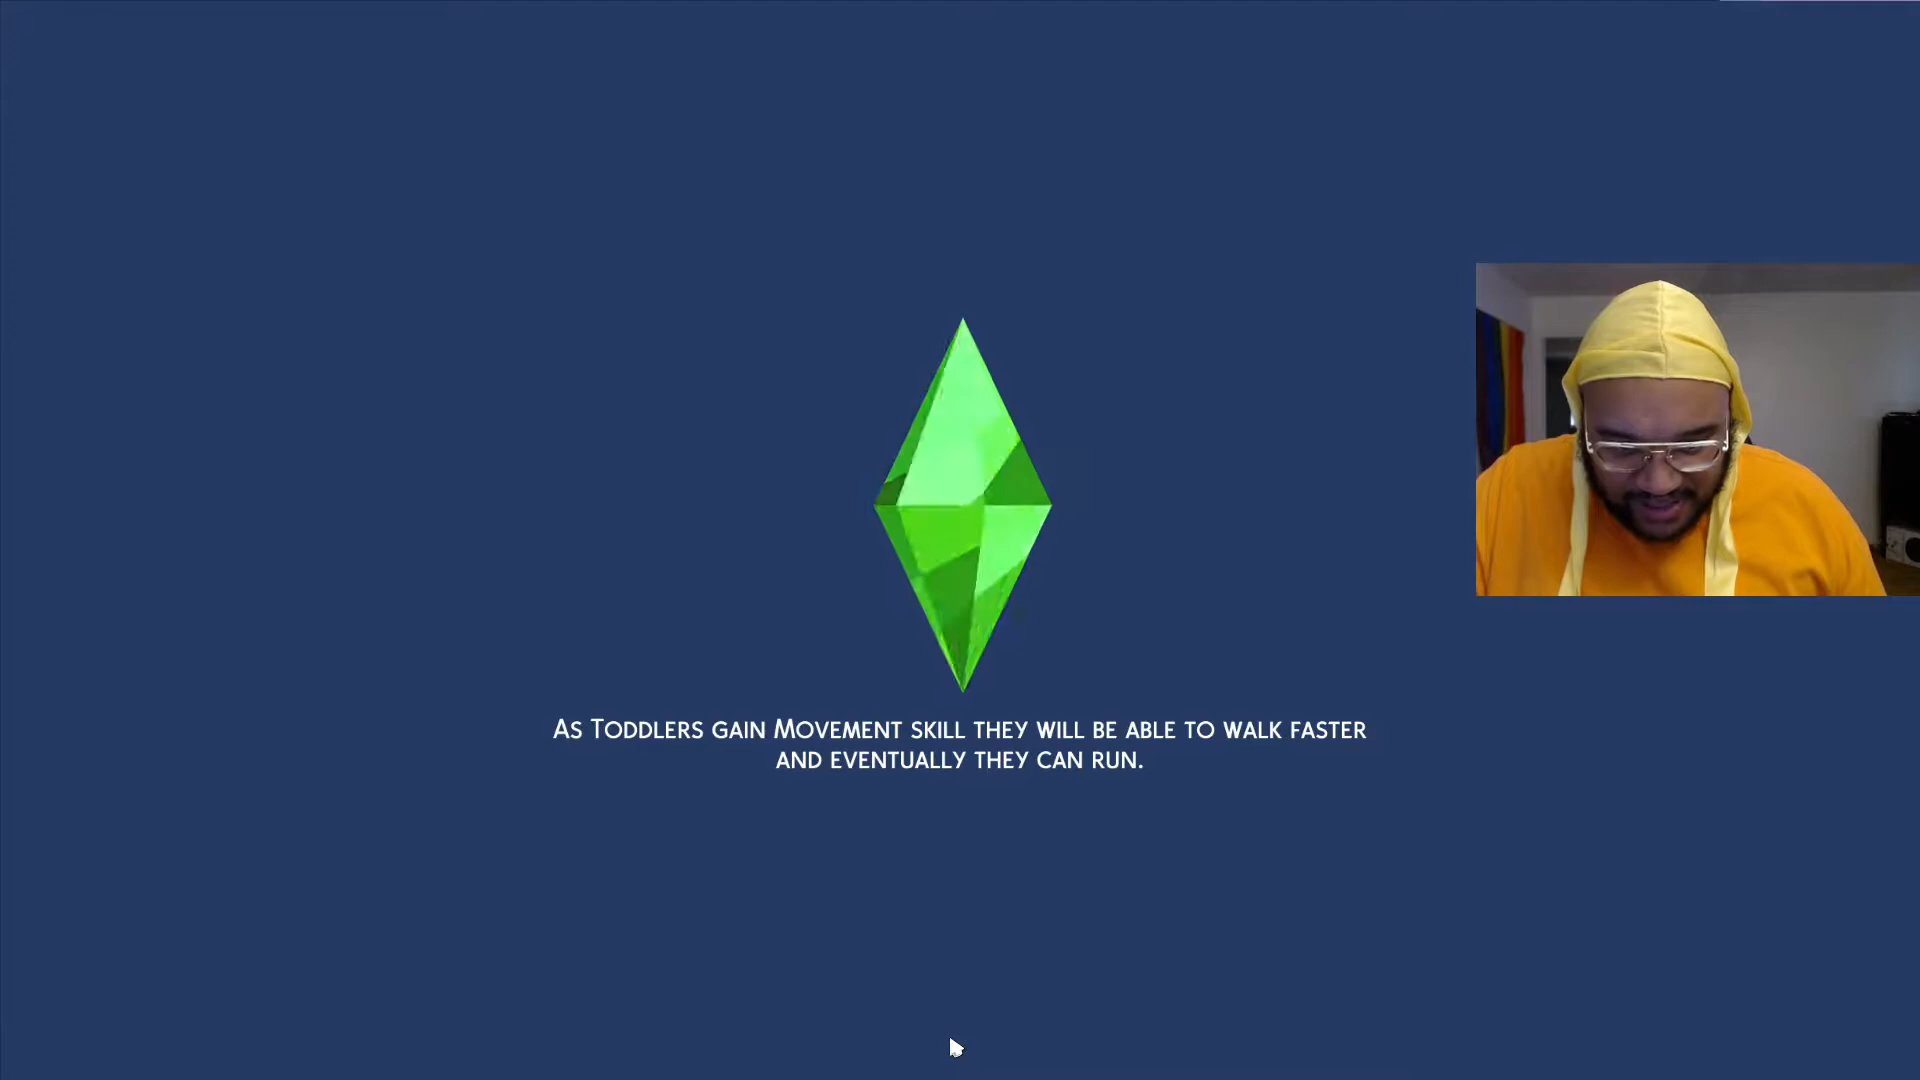 As Toddlers gain Movement skill they will be able to walk faster
and eventually they can run.